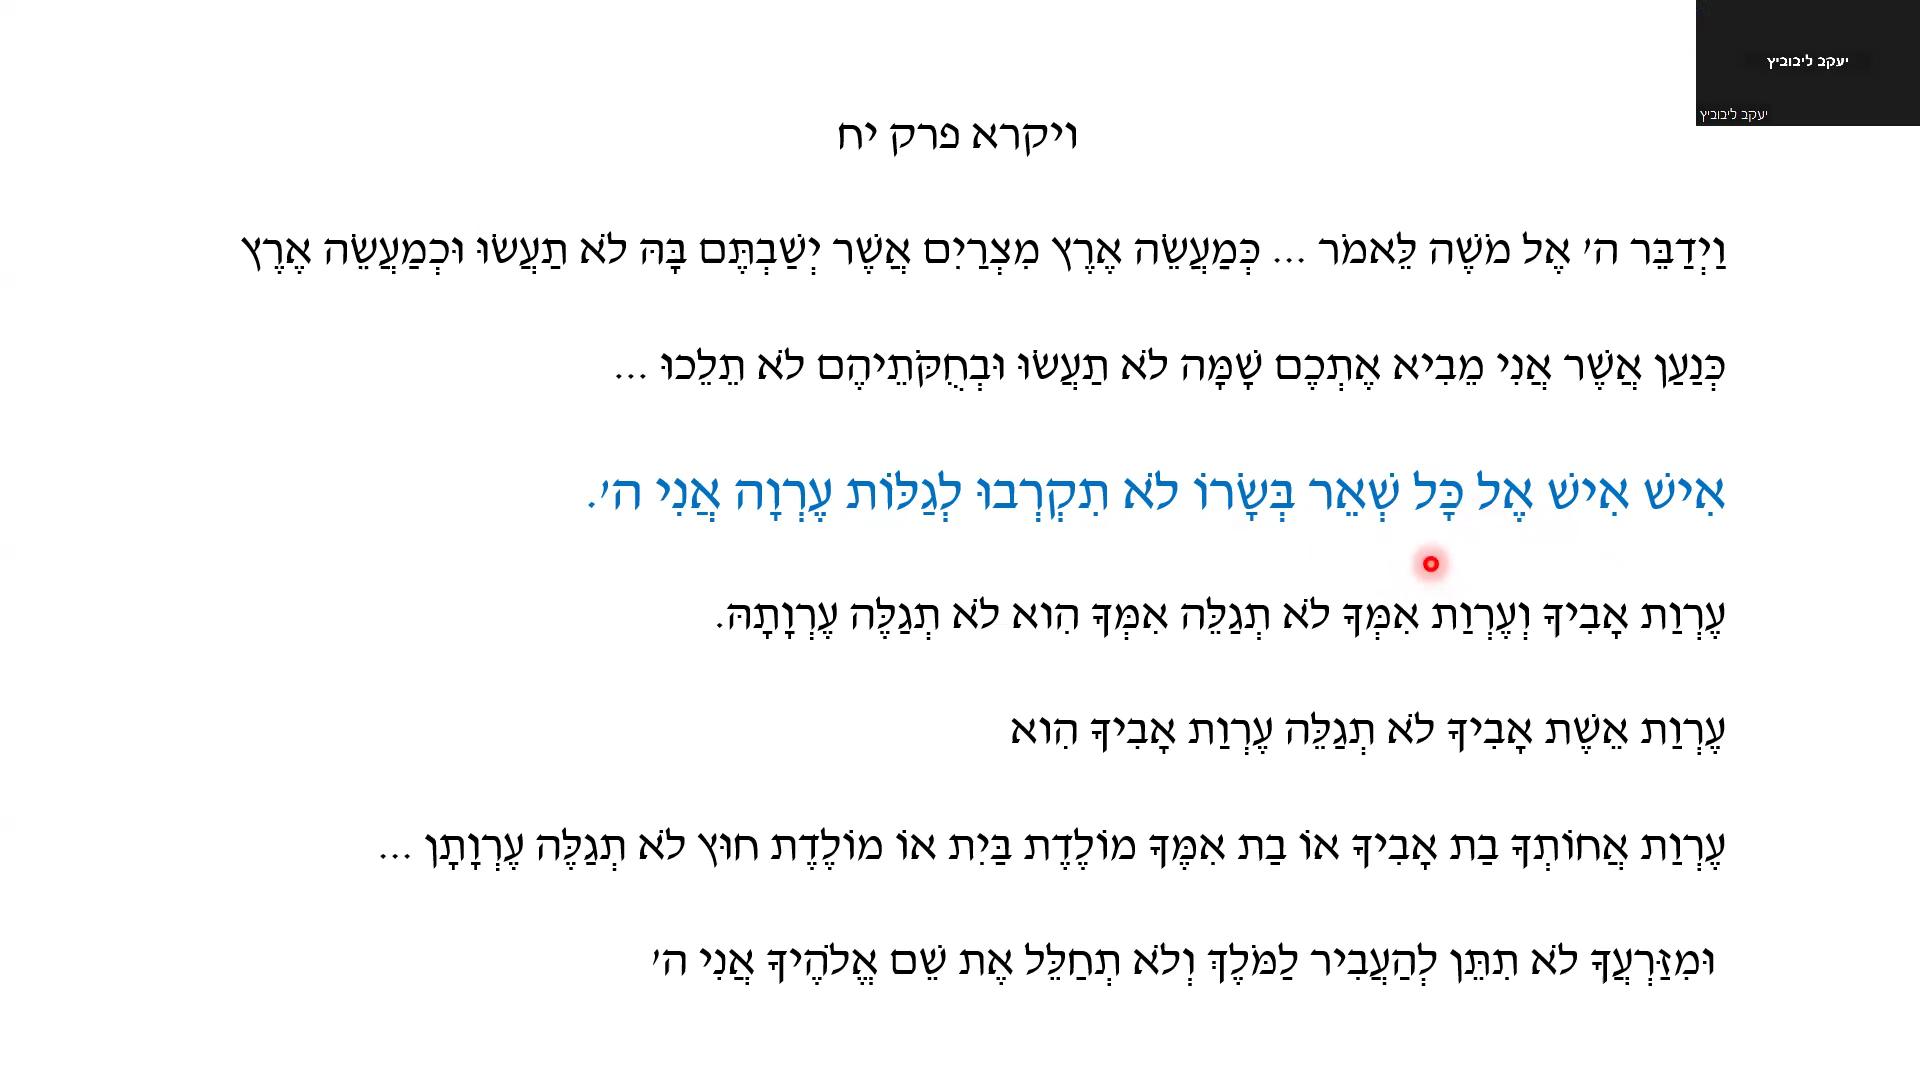 יעקב ליבוביץ
יעקב ליבוביץ
ויקרא פרק יח
וַיְדַבֵּר ה' אֶל מֹשֶׁה לֵּאמֹר ... כְּמַעֲשֵׂה אֶרֶץ מִצְרַיִם אֲשֶׁר יְשַׁבְתֶּם בָּהּ לֹא תַעֲשׂוּ וּכְמַעֲשֵׂה אֶרֶץ
כְּנַעַן אֲשֶׁר אֲנִי מֵבִיא אֶתְכֶם שָׁמָּה לֹא תַעֲשׂוּ וּבְחֻקֹּתֵיהֶם לֹא תֵלֵכוּ ...
אִישׁ אִישׁ אֶל כָּל שְׁאֵר בְּשָׂרוֹ לֹא תִקְרְבוּ לְגַלּוֹת עֶרְוָה אֲנִי ה'.
עֶרְוַת אָבִיךָ וְעֶרְוַת אִמְּךָ לֹא תְגַלֵּה אִמְּךָ הִוא לֹא תְגַלֶּה עֶרְוָתָהּ.
עֶרְוַת אֵשֶׁת אָבִיךָ לֹא תְגַלֵּה עֶרְוַת אָבִיךָ הִוא
עֶרְוַת אֲחוֹתְךָ בַת אָבִיךָ אוֹ בַת אִמֶּךָ מוֹלֶדֶת בַּיִת אוֹ מוֹלֶדֶת חוּץ לֹא תְגַלֶּה עֶרְוָתָן ...
וּמִזַּרְעֲךָ לֹא תִתֵּן לְהַעֲבִיר לַמֹּלֶךְ וְלֹא תְחַלֵּל אֶת שֵׁם אֱלֹהֶיךָ אֲנִי ה'